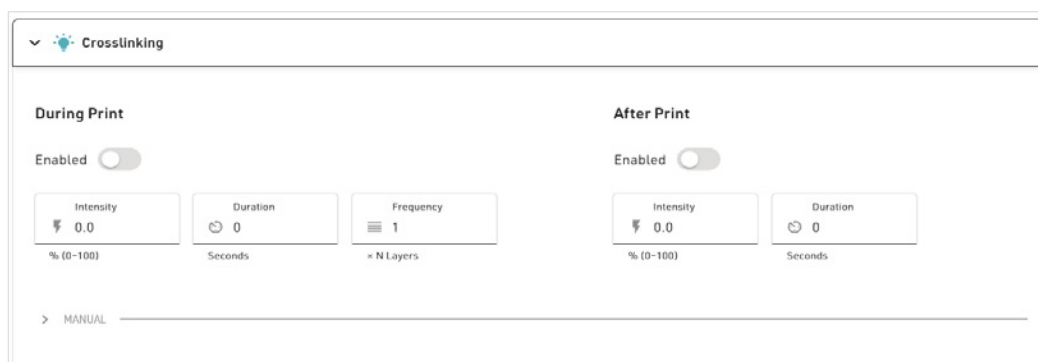 Crosslinking
During Print
After Print
Enabled
Enabled
Intensity
Duration
Frequency
Intensity
Duration
0.0
0
1
0.0
0
% (0-100)
Seconds
× N Layers
% (0-100)
Seconds
MANUAL